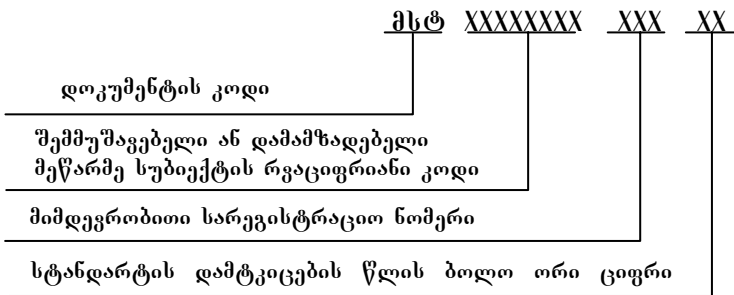 მსტ XXXXXXXX XXX XX
დოკუმენტის კოდი
შემმუშავებელი ან დამამზადებელი
მეწარმე სუბიექტის რვაციფრიანი კოდი
მიმდევრობითი სარეგისტრაციო ნომერი
სტანდარტის დამტკიცების წლის ბოლო ორი ციფრი